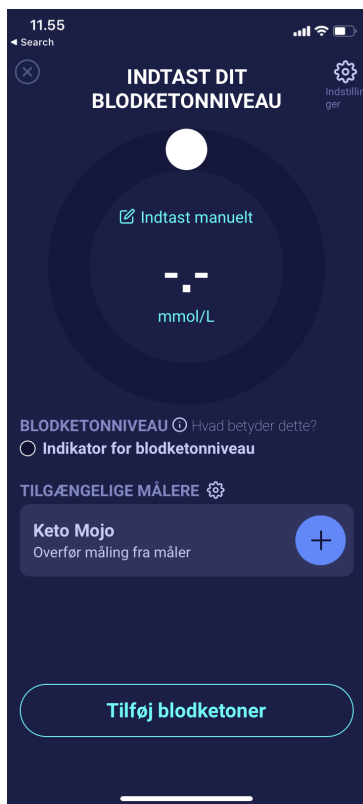 11.55
◀ Search
INDTAST DIT
BLODKETONNIVEAU
Indstillin
ger
Indtast manuelt
-.-
mmol/L
BLODKETONNIVEAU Hvad betyder dette?
Indikator for blodketonniveau
TILGÆNGELIGE MÅLERE
Keto Mojo
Overfør måling fra måler
Tilføj blodketoner